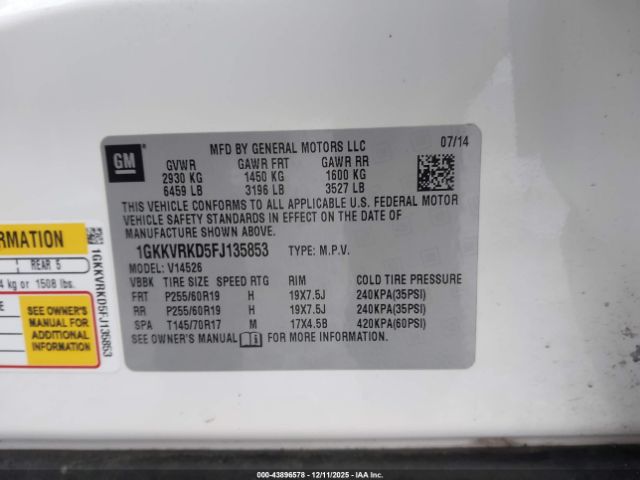 GM
MFD BY GENERAL MOTORS LLC 07/14
GVWR GAWR FRT GAWR RR
2930 KG 1450 KG 1600 KG
6459 LB 3196 LB 3527 LB
THIS VEHICLE CONFORMS TO ALL APPLICABLE U.S. FEDERAL MOTOR
VEHICLE SAFETY STANDARDS IN EFFECT ON THE DATE OF
MANUFACTURE SHOWN ABOVE.
1GKKVRKD5FJ135853 TYPE: M.P.V.
MODEL: V14526
VBBK TIRE SIZE SPEED RTG RIM COLD TIRE PRESSURE
FRT P255/60R19 H 19X7.5J 240KPA(35PSI)
RR P255/60R19 H 19X7.5J 240KPA(35PSI)
SPA T145/70R17 M 17X4.5B 420KPA(60PSI)
SEE OWNER'S MANUAL FOR MORE INFORMATION.
REAR 5
kg or 1508 lbs.
SEE OWNER'S
MANUAL FOR
ADDITIONAL
INFORMATION
1GKKVRKD5FJ135853
000-43896578 - 12/11/2025 - IAAI. Copart